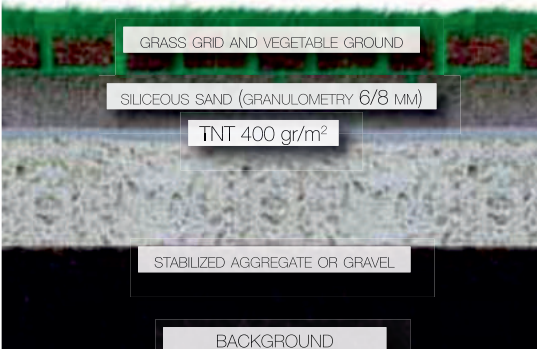 GRASS GRID AND VEGETABLE GROUND
SILICEOUS SAND (GRANULOMETRY 6/8 MM)
TNT 400 gr/m²
STABILIZED AGGREGATE OR GRAVEL
BACKGROUND